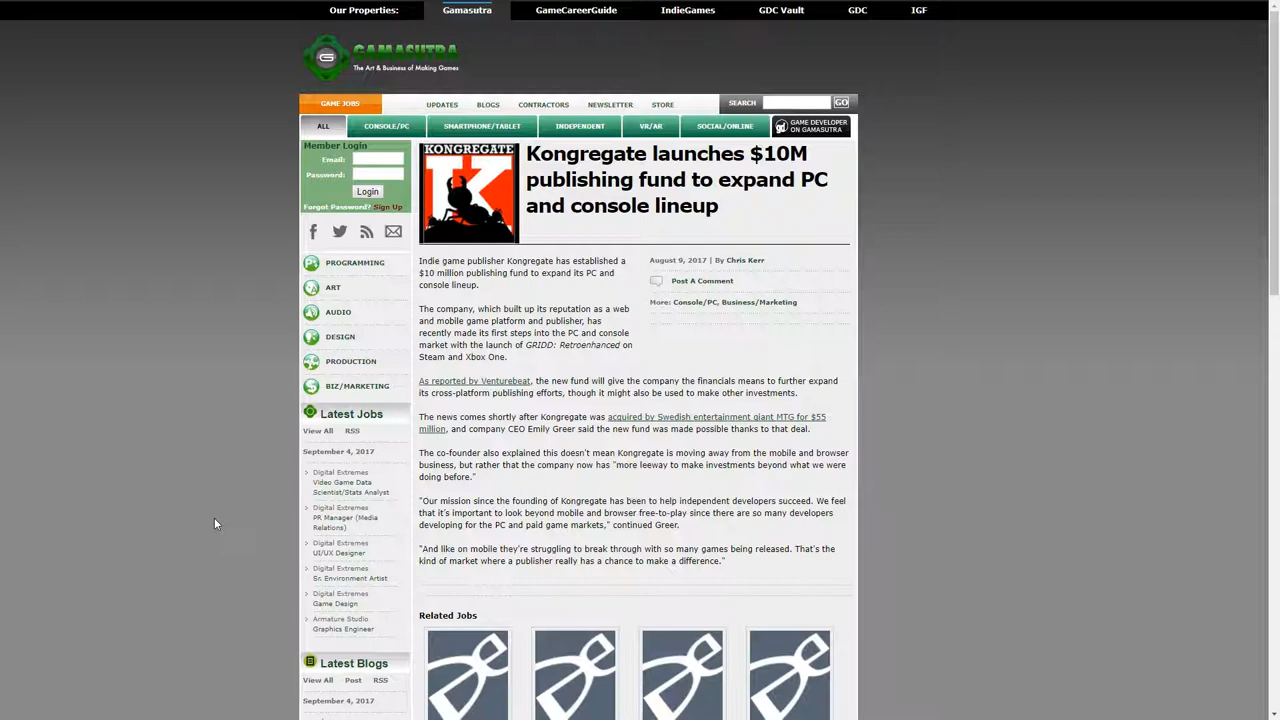 Our Properties: Gamasutra GameCareerGuide IndieGames GDC Vault GDC IGF
G
GAMASUTRA
The Art & Business of Making Games
GAME JOBS UPDATES BLOGS CONTRACTORS NEWSLETTER STORE SEARCH GO
ALL CONSOLE/PC SMARTPHONE/TABLET INDEPENDENT VR/AR SOCIAL/ONLINE gd GAME DEVELOPER
ON GAMASUTRA
Member Login
Email:
Password:
Login
Forgot Password? Sign Up
PROGRAMMING
ART
AUDIO
DESIGN
PRODUCTION
BIZ/MARKETING
Latest Jobs
View All RSS
September 4, 2017
Digital Extremes
Video Game Data
Scientist/Stats Analyst
Digital Extremes
PR Manager (Media
Relations)
Digital Extremes
UI/UX Designer
Digital Extremes
Sr. Environment Artist
Digital Extremes
Game Design
Armature Studio
Graphics Engineer
Latest Blogs
View All Post RSS
September 4, 2017
KONGREGATE
K
Kongregate launches $10M
publishing fund to expand PC
and console lineup
August 9, 2017 | By Chris Kerr
Post A Comment
More: Console/PC, Business/Marketing
Indie game publisher Kongregate has established a
$10 million publishing fund to expand its PC and
console lineup.
The company, which built up its reputation as a web
and mobile game platform and publisher, has
recently made its first steps into the PC and console
market with the launch of GRIDD: Retroenhanced on
Steam and Xbox One.
As reported by Venturebeat, the new fund will give the company the financials means to further expand
its cross-platform publishing efforts, though it might also be used to make other investments.
The news comes shortly after Kongregate was acquired by Swedish entertainment giant MTG for $55
million, and company CEO Emily Greer said the new fund was made possible thanks to that deal.
The co-founder also explained this doesn't mean Kongregate is moving away from the mobile and browser
business, but rather that the company now has "more leeway to make investments beyond what we were
doing before."
"Our mission since the founding of Kongregate has been to help independent developers succeed. We feel
that it's important to look beyond mobile and browser free-to-play since there are so many developers
developing for the PC and paid game markets," continued Greer.
"And like on mobile they're struggling to break through with so many games being released. That's the
kind of market where a publisher really has a chance to make a difference."
Related Jobs